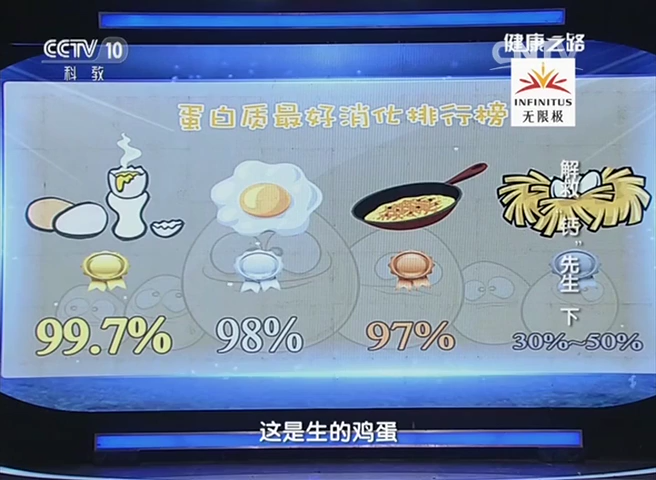 CCTV 10
科教
健康之路
INFINITUS
无限极
蛋白质最好消化排行榜
解救“钙”先生 下
99.7%
98%
97%
30%~50%
这是生的鸡蛋